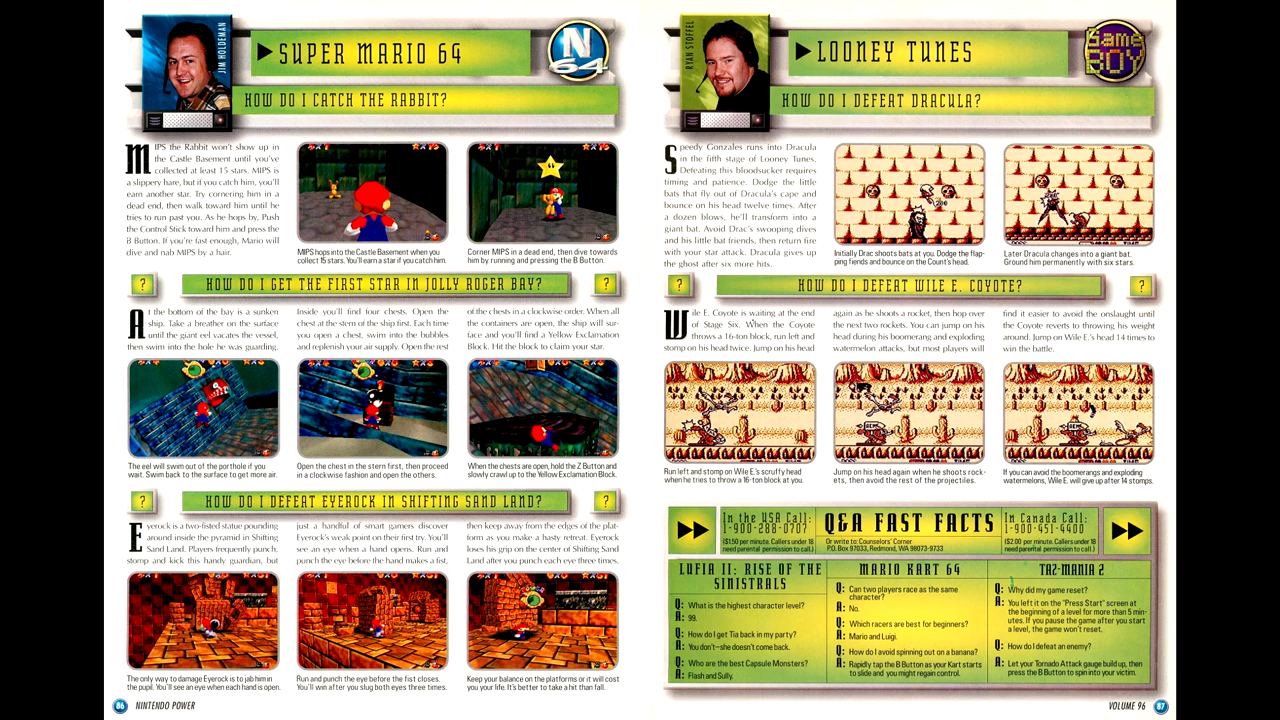 JIM HOLDEMAN
SUPER MARIO 64
N
64
HOW DO I CATCH THE RABBIT?
MIPS the Rabbit won't show up in
the Castle Basement until you've
collected at least 15 stars. MIPS is
a slippery hare, but if you catch him, you'll
earn another star. Try cornering him in a
dead end, then walk toward him until he
tries to run past you. As he hops by, Push
the Control Stick toward him and press the
B Button. If you're fast enough, Mario will
dive and nab MIPS by a hair.
MIPS hops into the Castle Basement when you
collect 15 stars. You'll earn a star if you catch him.
Corner MIPS in a dead end, then dive towards
him by running and pressing the B Button.
?
HOW DO I GET THE FIRST STAR IN JOLLY ROGER BAY?
?
At the bottom of the bay is a sunken
ship. Take a breather on the surface
until the giant eel vacates the vessel,
then swim into the hole he was guarding.
Inside you'll find four chests. Open the
chest at the stem of the ship first. Each time
you open a chest, swim into the bubbles
and replenish your air supply. Open the rest
of the chests in a clockwise order. When all
the containers are open, the ship will sur-
face and you'll find a Yellow Exclamation
Block. Hit the block to claim your star.
The eel will swim out of the porthole if you
wait. Swim back to the surface to get more air.
Open the chest in the stern first, then proceed
in a clockwise fashion and open the others.
When the chests are open, hold the Z Button and
slowly crawl up to the Yellow Exclamation Block.
?
HOW DO I DEFEAT EYEROCK IN SHIFTING SAND LAND?
?
Eyerock is a two-fisted statue pounding
around inside the pyramid in Shifting
Sand Land. Players frequently punch,
stomp and kick this handy guardian, but
just a handful of smart gamers discover
Eyerock's weak point on their first try. You'll
see an eye when a hand opens. Run and
punch the eye before the hand makes a fist,
then keep away from the edges of the plat-
form as you make a hasty retreat. Eyerock
loses his grip on the center of Shifting Sand
Land after you punch each eye three times.
The only way to damage Eyerock is to jab him in
the pupil. You'll see an eye when each hand is open.
Run and punch the eye before the fist closes.
You'll win after you slug both eyes three times.
Keep your balance on the platforms or it will cost
you your life. It's better to take a hit than fall.
86 NINTENDO POWER
RYAN STOEFEL
LOONEY TUNES
Game
BOY
HOW DO I DEFEAT DRACULA?
Speedy Gonzales runs into Dracula
in the fifth stage of Looney Tunes.
Defeating this bloodsucker requires
timing and patience. Dodge the little
bats that fly out of Dracula's cape and
bounce on his head twelve times. After
a dozen blows, he'll transform into a
giant bat. Avoid Drac's swooping dives
and his little bat friends, then return fire
with your star attack. Dracula gives up
the ghost after six more hits.
Initially Drac shoots bats at you. Dodge the flap-
ping fiends and bounce on the Count's head.
Later Dracula changes into a giant bat.
Ground him permanently with six stars.
?
HOW DO I DEFEAT WILE E. COYOTE?
?
Wile E. Coyote is waiting at the end
of Stage Six. When the Coyote
throws a 16-ton block, run left and
stomp on his head twice. Jump on his head
again as he shoots a rocket, then hop over
the next two rockets. You can jump on his
head during his boomerang and exploding
watermelon attacks, but most players will
find it easier to avoid the onslaught until
the Coyote reverts to throwing his weight
around. Jump on Wile E.'s head 14 times to
win the battle.
Run left and stomp on Wile E.'s scruffy head
when he tries to throw a 16-ton block at you.
Jump on his head again when he shoots rock-
ets, then avoid the rest of the projectiles.
If you can avoid the boomerangs and exploding
watermelons, Wile E. will give up after 14 stomps.
In the USA Call:
1-900-288-0707
($1.50 per minute. Callers under 18
need parental permission to call.)
Q&A FAST FACTS
Or write to: Counselors' Corner
P.O. Box 97033, Redmond, WA 98073-9733
In Canada Call:
1-900-451-4400
($2.00 per minute. Callers under 18
need parental permission to call.)
LUFIA II: RISE OF THE
SINISTRALS
Q: What is the highest character level?
A: 99.
Q: How do I get Tia back in my party?
A: You don't—she doesn't come back.
Q: Who are the best Capsule Monsters?
A: Flash and Sully.
MARIO KART 64
Q: Can two players race as the same
character?
A: No.
Q: Which racers are best for beginners?
A: Mario and Luigi.
Q: How do I avoid spinning out on a banana?
A: Rapidly tap the B Button as your Kart starts
to slide and you might regain control.
TAZ-MANIA 2
Q: Why did my game reset?
A: You left it on the "Press Start" screen at
the beginning of a level for more than 5 min-
utes. If you pause the game after you start
a level, the game won't reset.
Q: How do I defeat an enemy?
A: Let your Tornado Attack gauge build up, then
press the B Button to spin into your victim.
VOLUME 96 87